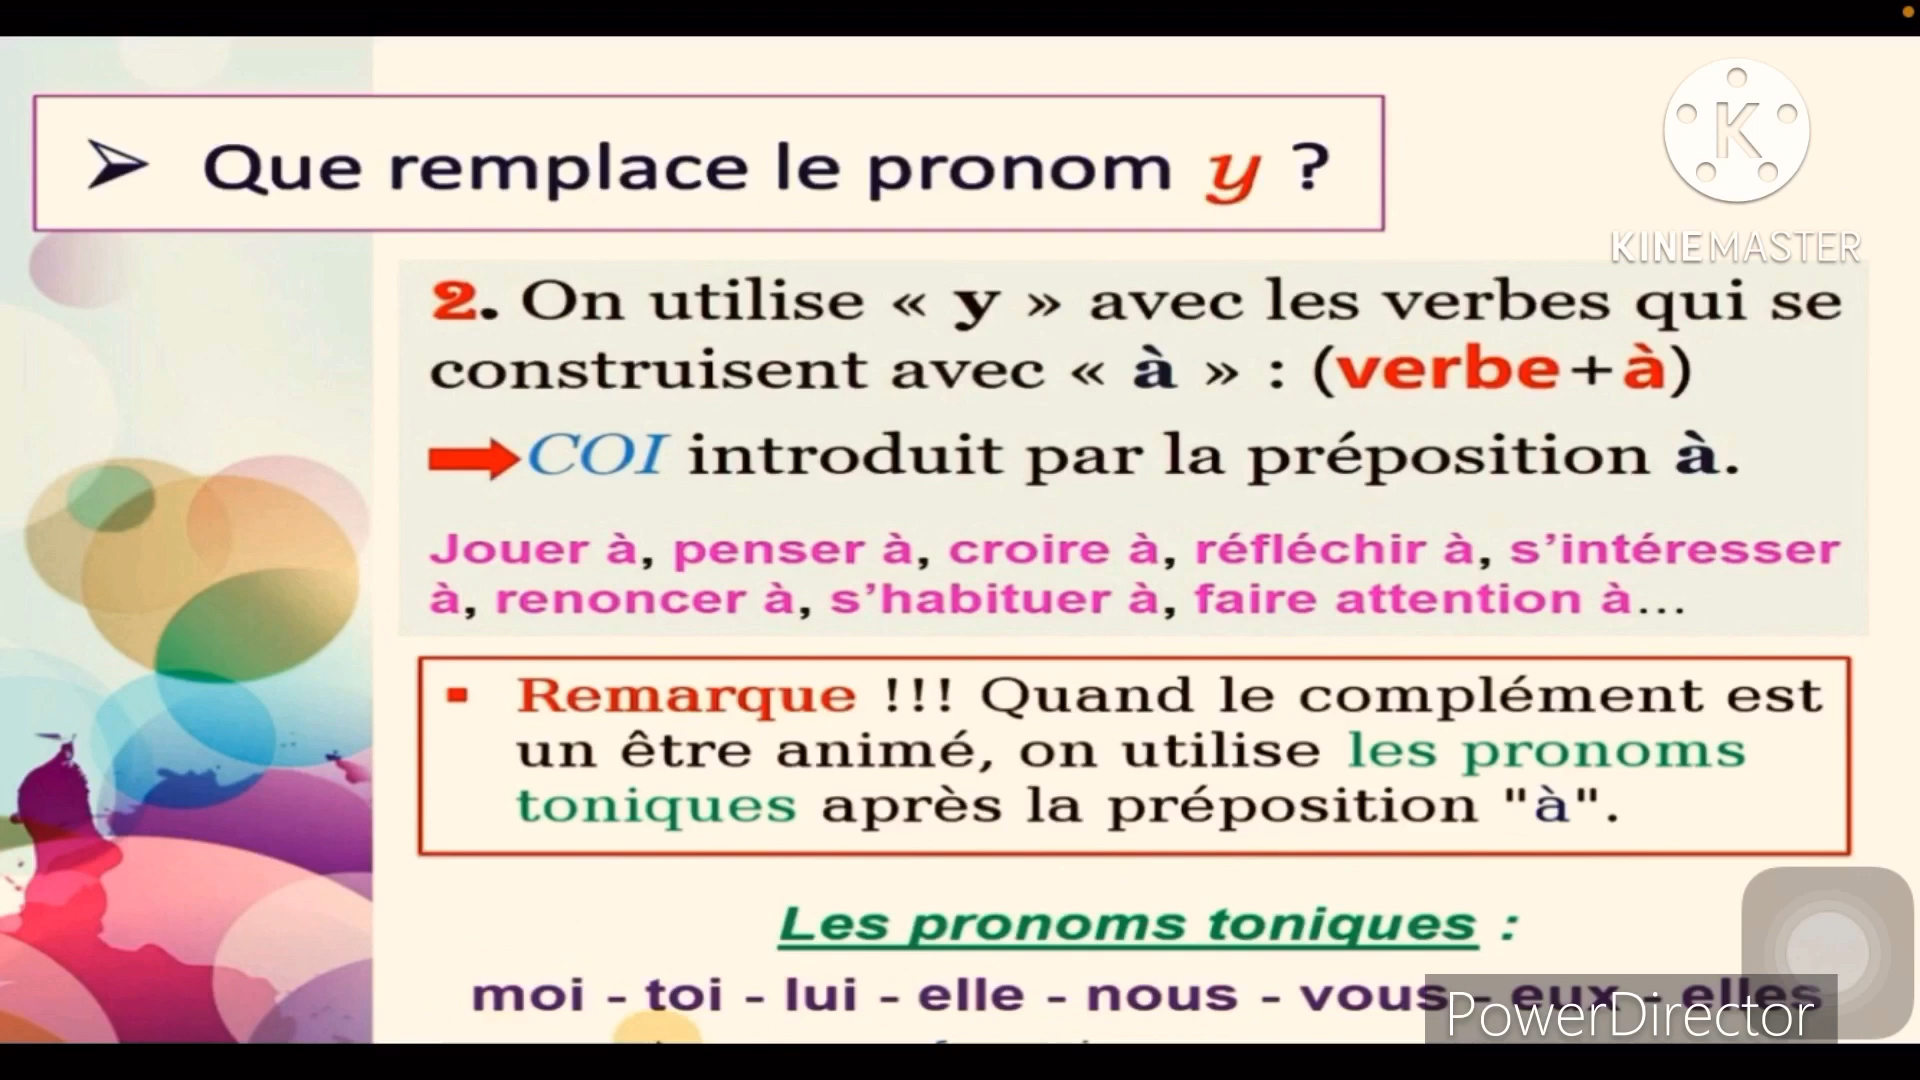 ➢ Que remplace le pronom y ?
KINEMASTER
2. On utilise « y » avec les verbes qui se
construisent avec « à » : (verbe+à)
COI introduit par la préposition à.
Jouer à, penser à, croire à, réfléchir à, s’intéresser
à, renoncer à, s’habituer à, faire attention à…
▪ Remarque !!! Quand le complément est
un être animé, on utilise les pronoms
toniques après la préposition "à".
Les pronoms toniques :
moi - toi - lui - elle - nous - vous - eux - elles
PowerDirector